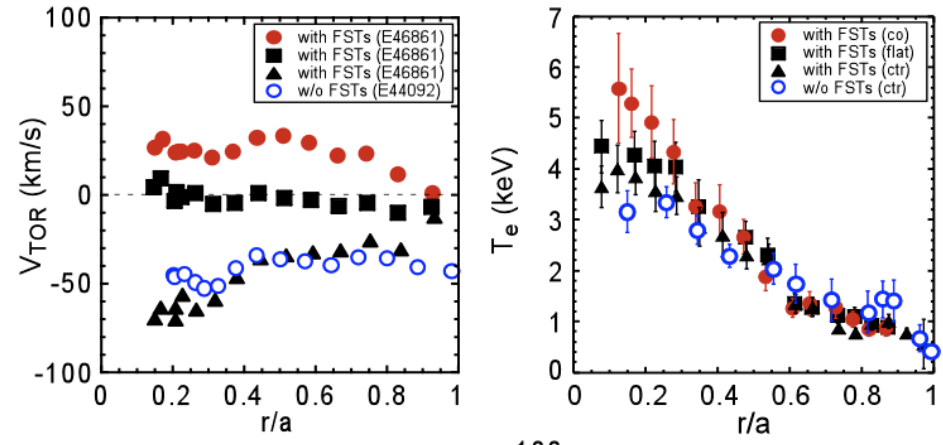 100
50
0
-50
-100
V_TOR (km/s)
with FSTs (E46861)
with FSTs (E46861)
with FSTs (E46861)
w/o FSTs (E44092)
0 0.2 0.4 0.6 0.8 1
r/a
7
6
5
4
3
2
1
0
T_e (keV)
with FSTs (co)
with FSTs (flat)
with FSTs (ctr)
w/o FSTs (ctr)
0 0.2 0.4 0.6 0.8 1
r/a